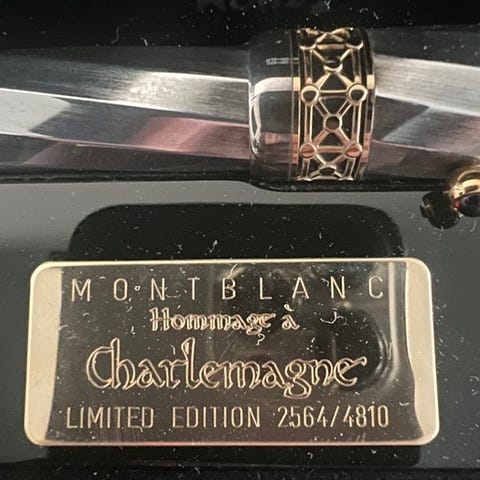 MONTBLANC
Hommage à
Charlemagne
LIMITED EDITION 2564/4810